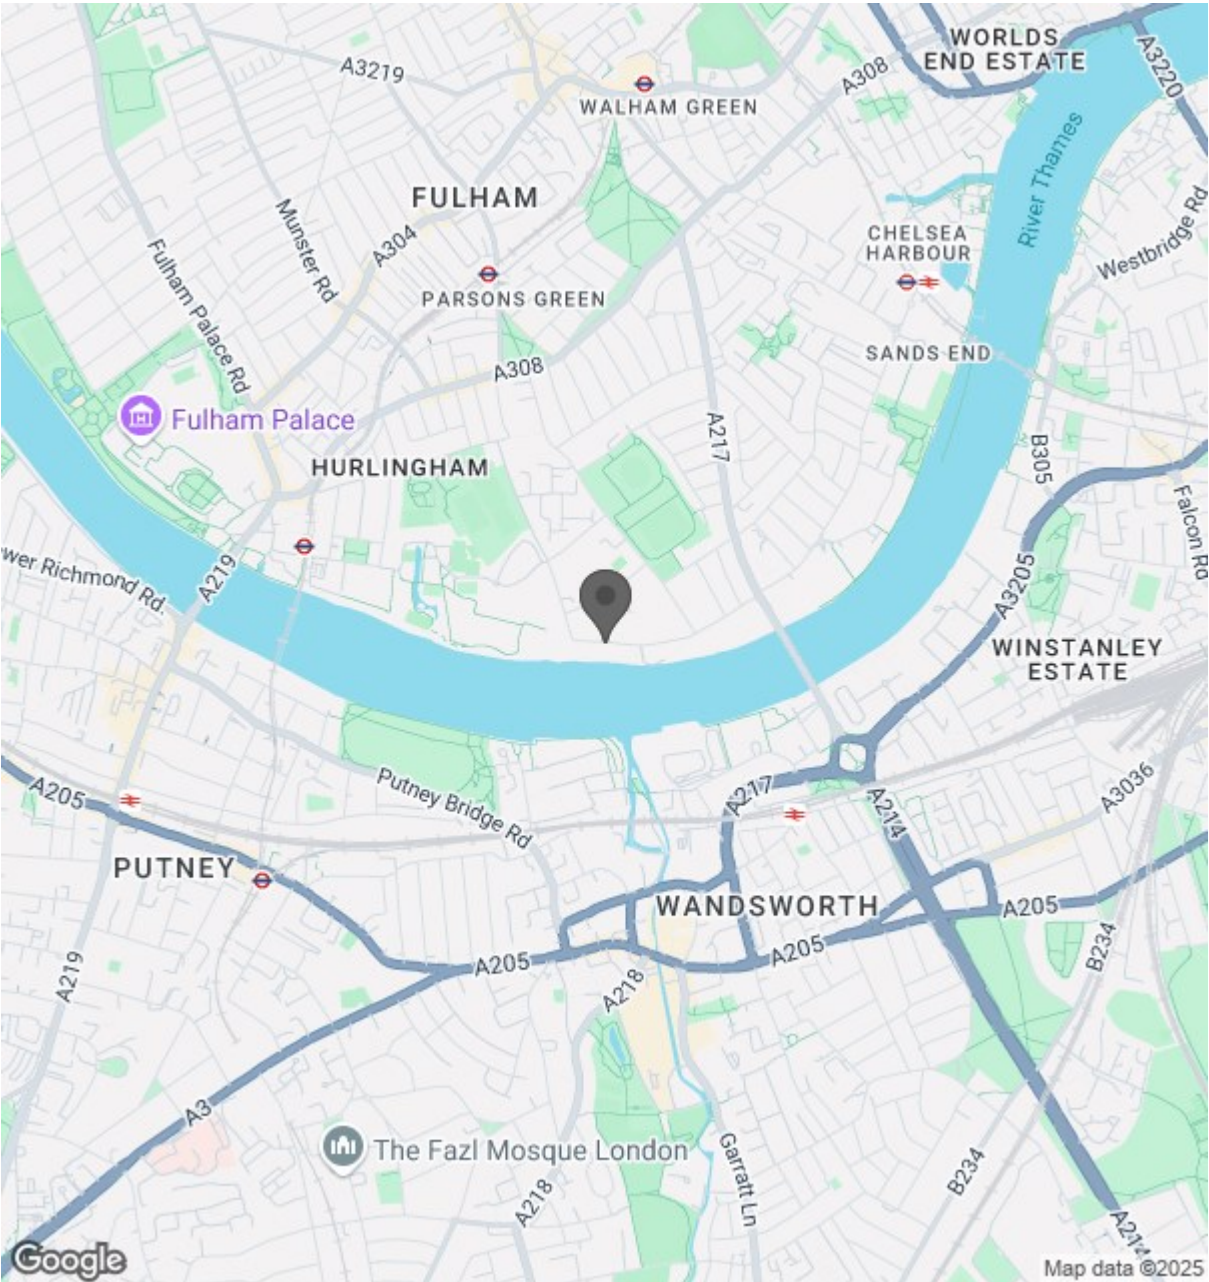 WORLDS
END ESTATE
A3219
A308
A3220
WALHAM GREEN
River Thames
FULHAM
Munster Rd
A304
Westbridge Rd
CHELSEA
HARBOUR
Fulham Palace Rd
PARSONS GREEN
SANDS END
A308
Fulham Palace
A217
HURLINGHAM
B305
Falcon Rd
wer Richmond Rd
A219
A3205
WINSTANLEY
ESTATE
A205
Putney Bridge Rd
A217
A214
A3036
PUTNEY
WANDSWORTH
A205
A219
A205
A205
B234
A218
A3
The Fazl Mosque London
Garratt Ln
B234
A218
A214
Google
Map data ©2025